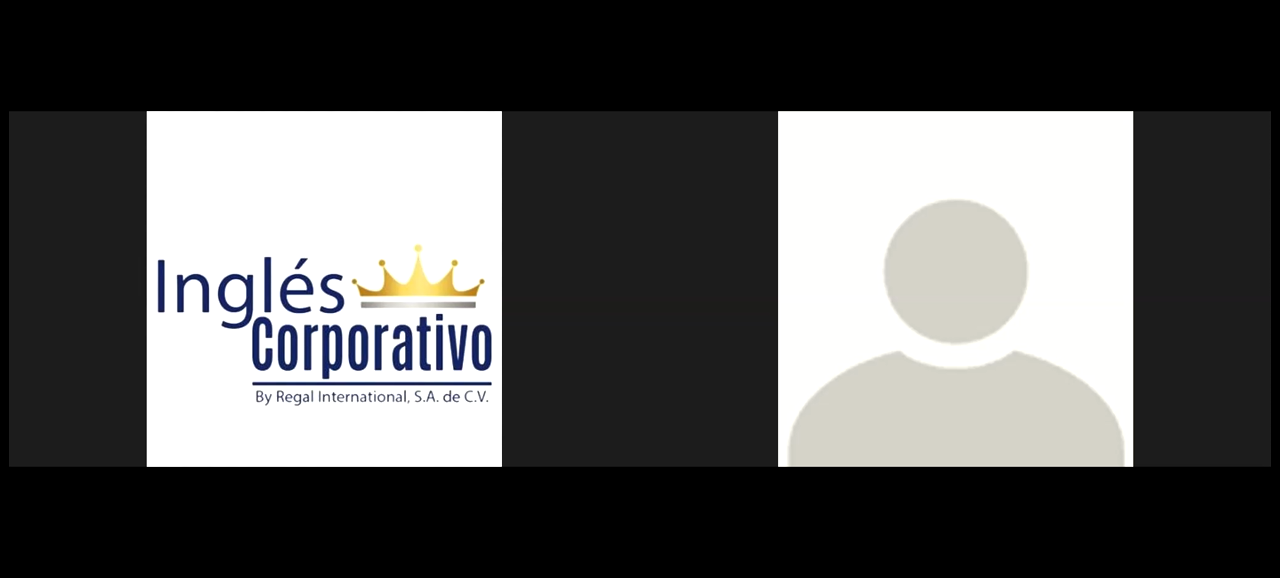 Inglés
Corporativo
By Regal International, S.A. de C.V.